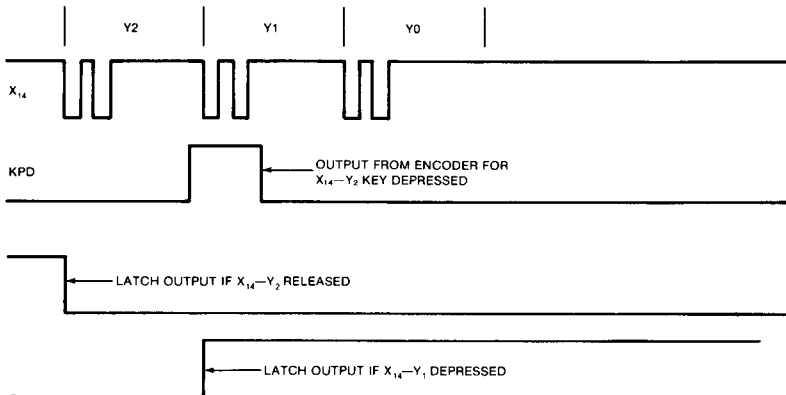 Y2 Y1 Y0
X₁₄
KPD
OUTPUT FROM ENCODER FOR
X₁₄—Y₂ KEY DEPRESSED
LATCH OUTPUT IF X₁₄—Y₂ RELEASED
LATCH OUTPUT IF X₁₄—Y₁ DEPRESSED